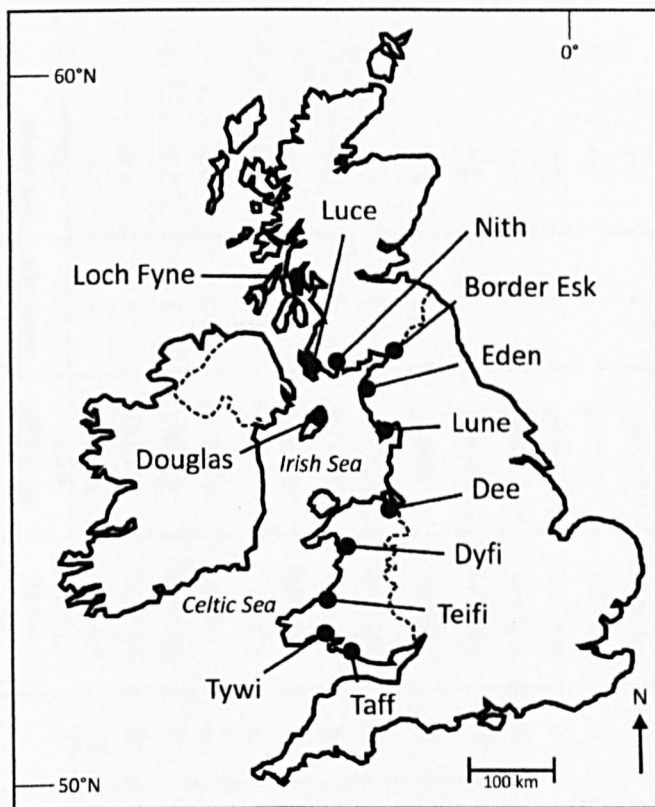 0°
60°N
Luce
Nith
Loch Fyne
Border Esk
Eden
Lune
Douglas
Irish Sea
Dee
Dyfi
Celtic Sea
Teifi
Tywi
Taff
N
50°N
100 km